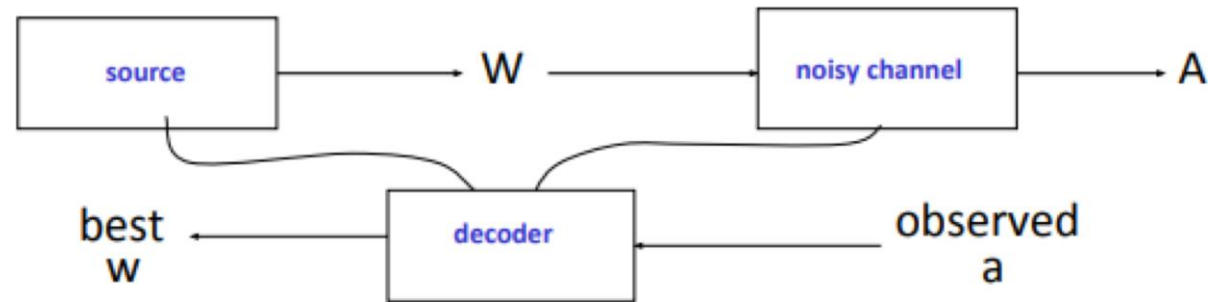 source
W
noisy channel
A
best
w
decoder
observed
a